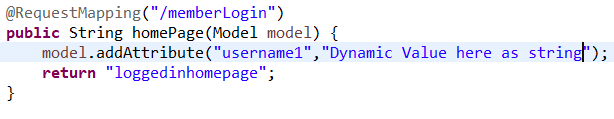 @RequestMapping("/memberLogin")
public String homePage(Model model) {
    model.addAttribute("username1","Dynamic Value here as string");
    return "loggedinhomepage";
}